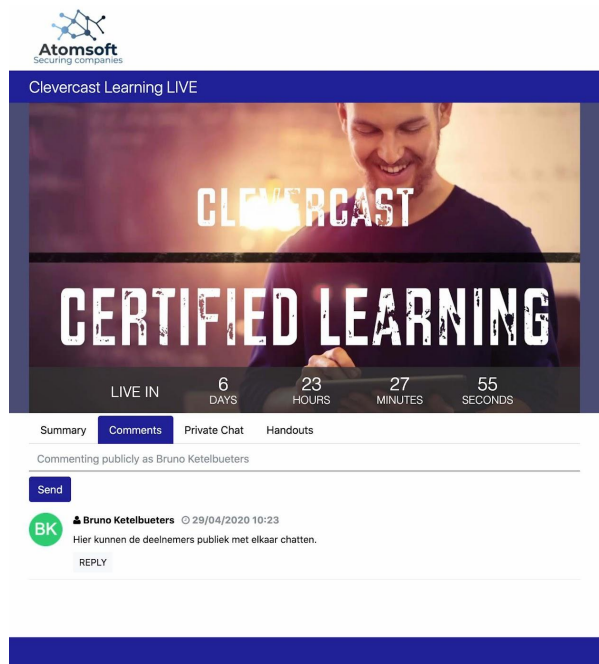 Atomsoft
Securing companies
Clevercast Learning LIVE
CLEVERCAST
CERTIFIED LEARNING
LIVE IN 6 DAYS 23 HOURS 27 MINUTES 55 SECONDS
Summary Comments Private Chat Handouts
Commenting publicly as Bruno Ketelbueters
Send
BK Bruno Ketelbueters 29/04/2020 10:23
Hier kunnen de deelnemers publiek met elkaar chatten.
REPLY